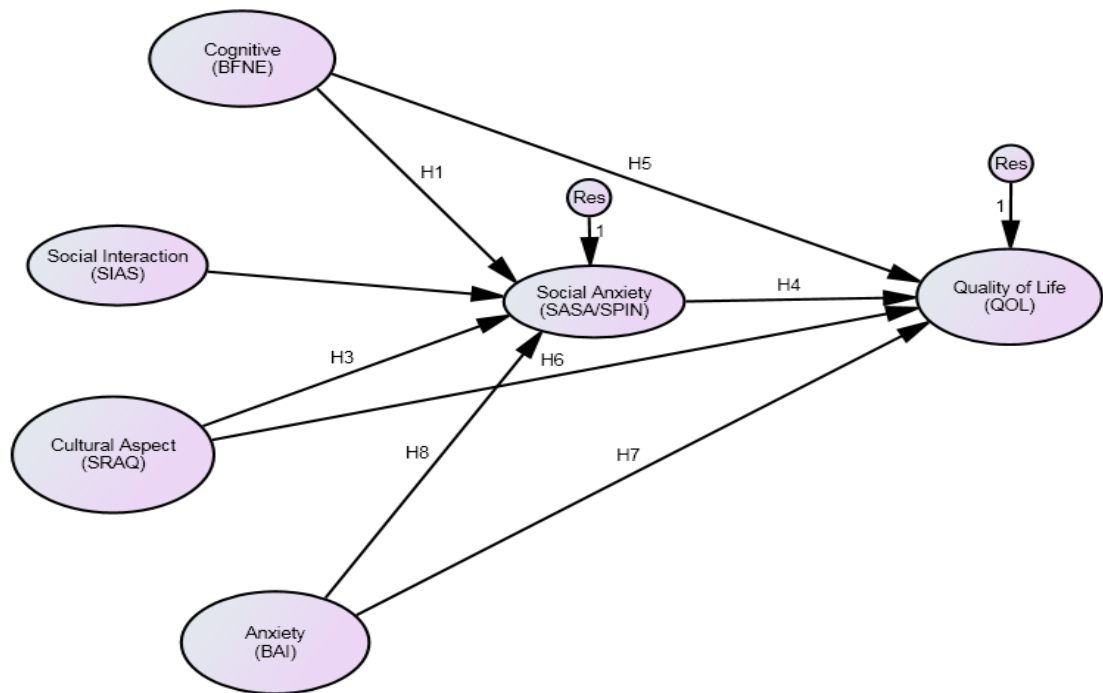 Cognitive
(BFNE)
H5
Res
H1
Res
1
1
Social Interaction
(SIAS)
Social Anxiety
(SASA/SPIN)
H4
Quality of Life
(QOL)
H3
H6
Cultural Aspect
(SRAQ)
H8
H7
Anxiety
(BAI)